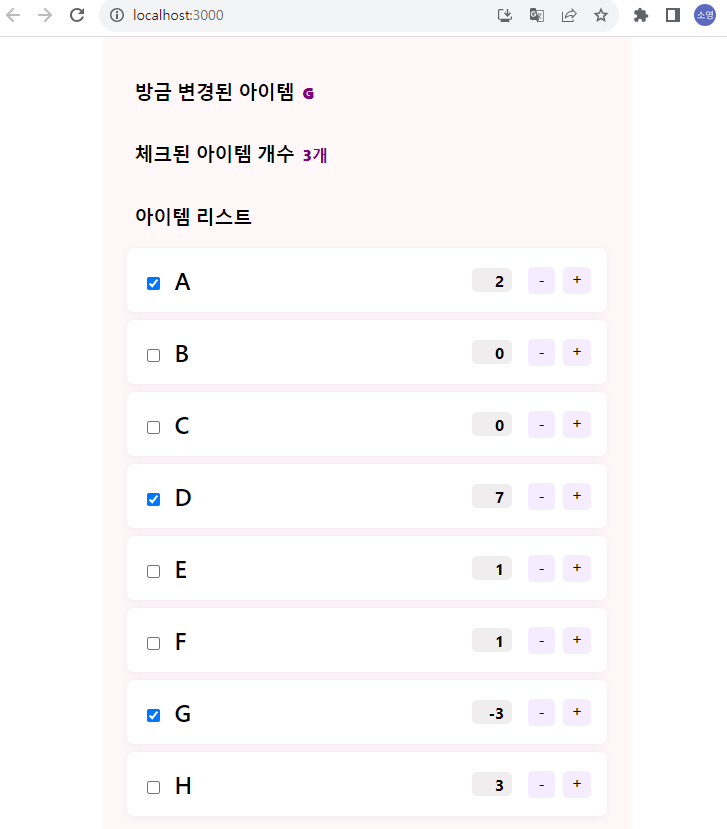 localhost:3000
소영
방금 변경된 아이템 G
체크된 아이템 개수 3개
아이템 리스트
A 2 - +
B 0 - +
C 0 - +
D 7 - +
E 1 - +
F 1 - +
G -3 - +
H 3 - +